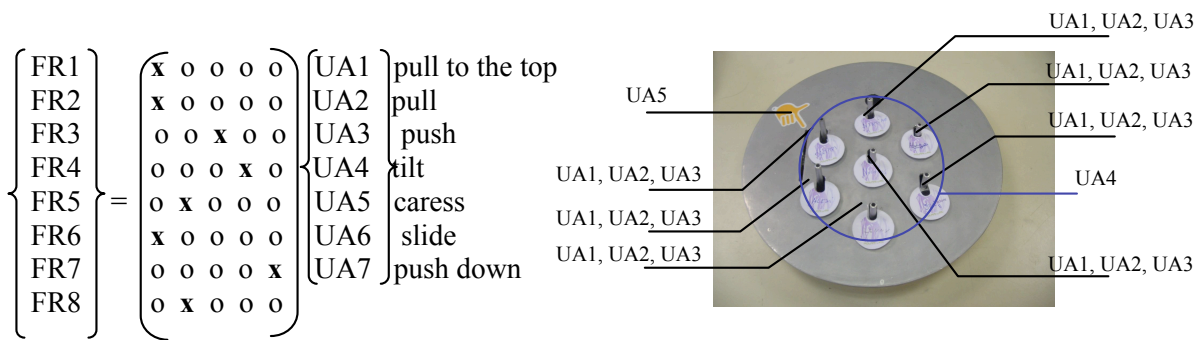 FR1 x o o o o UA1 pull to the top
FR2 x o o o o UA2 pull
FR3 o o x o o UA3 push
FR4 o o o x o UA4 tilt
FR5 = o x o o o UA5 caress
FR6 x o o o o UA6 slide
FR7 o o o o x UA7 push down
FR8 o x o o o
UA1, UA2, UA3
UA1, UA2, UA3
UA5
UA1, UA2, UA3
UA1, UA2, UA3
UA4
UA1, UA2, UA3
UA1, UA2, UA3
UA1, UA2, UA3